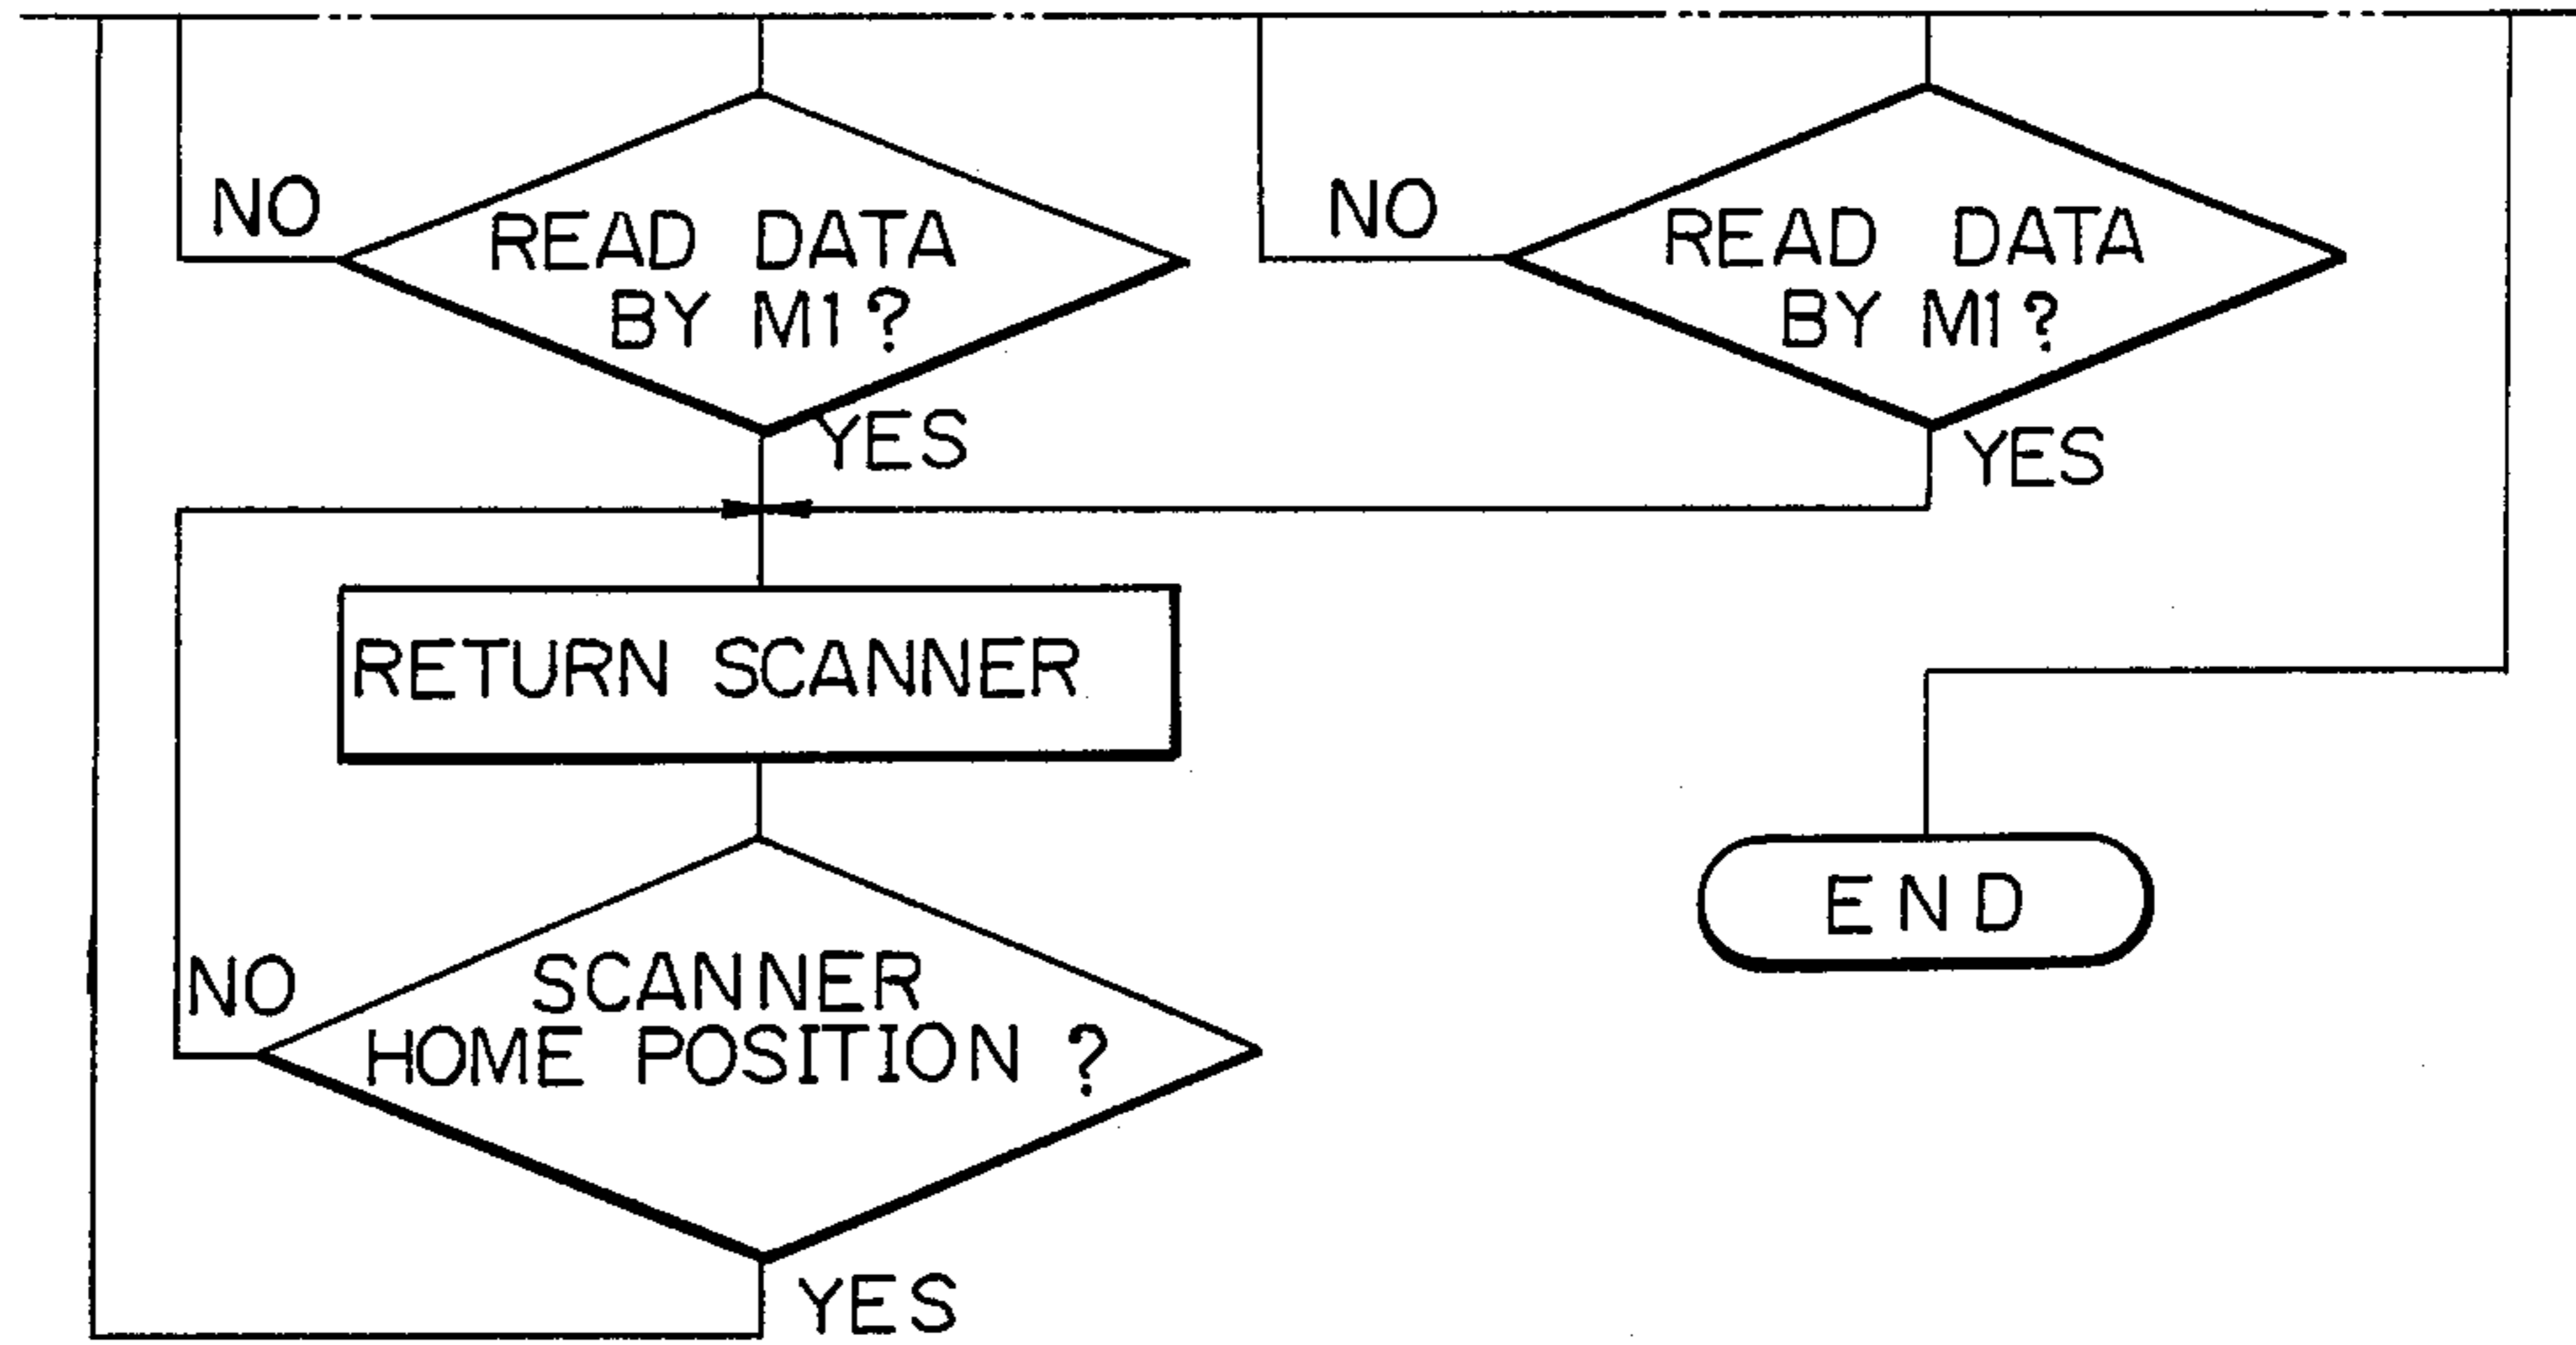 NO
READ DATA
BY M1?
YES
NO
READ DATA
BY M1?
YES
RETURN SCANNER
NO
SCANNER
HOME POSITION ?
YES
END